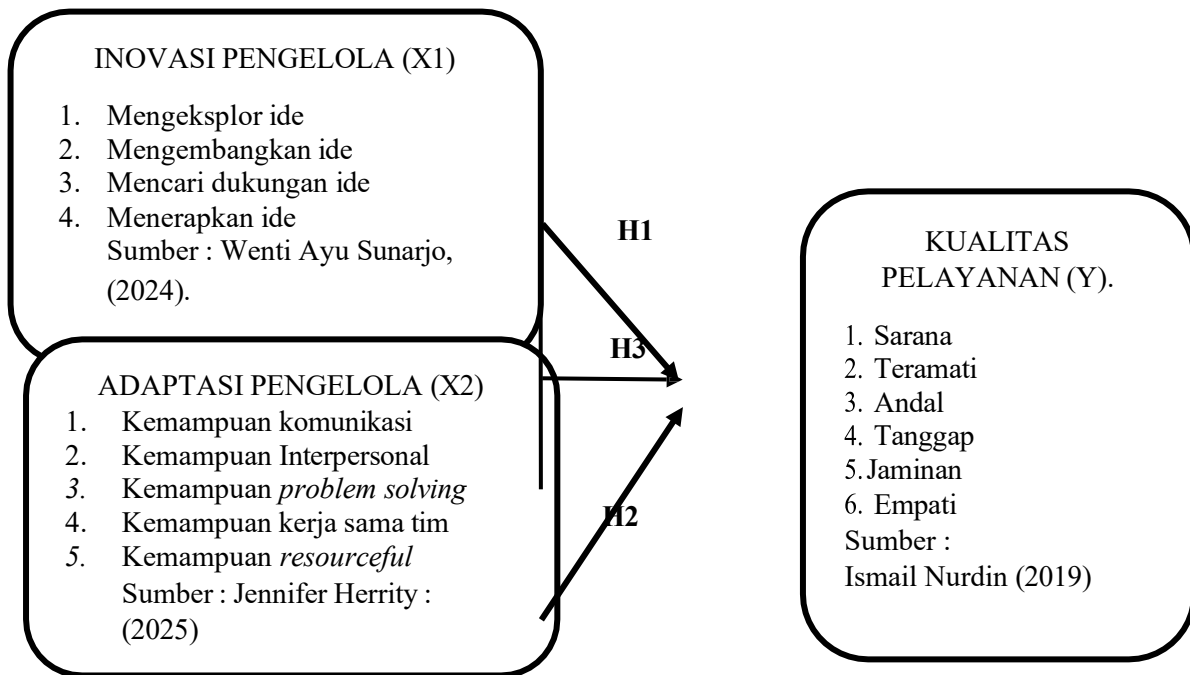 INOVASI PENGELOLA (X1)
1. Mengeksplor ide
2. Mengembangkan ide
3. Mencari dukungan ide
4. Menerapkan ide
Sumber : Wenti Ayu Sunarjo,
(2024).
ADAPTASI PENGELOLA (X2)
1. Kemampuan komunikasi
2. Kemampuan Interpersonal
3. Kemampuan problem solving
4. Kemampuan kerja sama tim
5. Kemampuan resourceful
Sumber : Jennifer Herrity :
(2025)
H1
H3
H2
KUALITAS
PELAYANAN (Y).
1. Sarana
2. Teramati
3. Andal
4. Tanggap
5.Jaminan
6. Empati
Sumber :
Ismail Nurdin (2019)